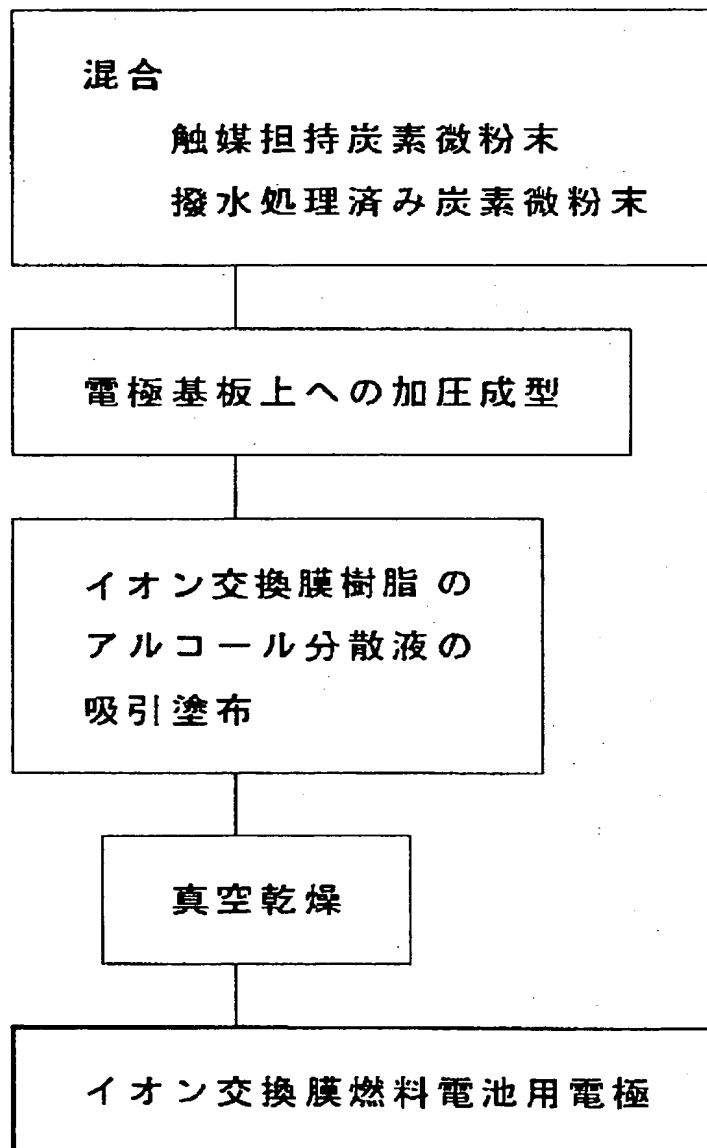 混合
触媒担持炭素微粉末
撥水処理済み炭素微粉末
電極基板上への加圧成型
イオン交換膜樹脂の
アルコール分散液の
吸引塗布
真空乾燥
イオン交換膜燃料電池用電極